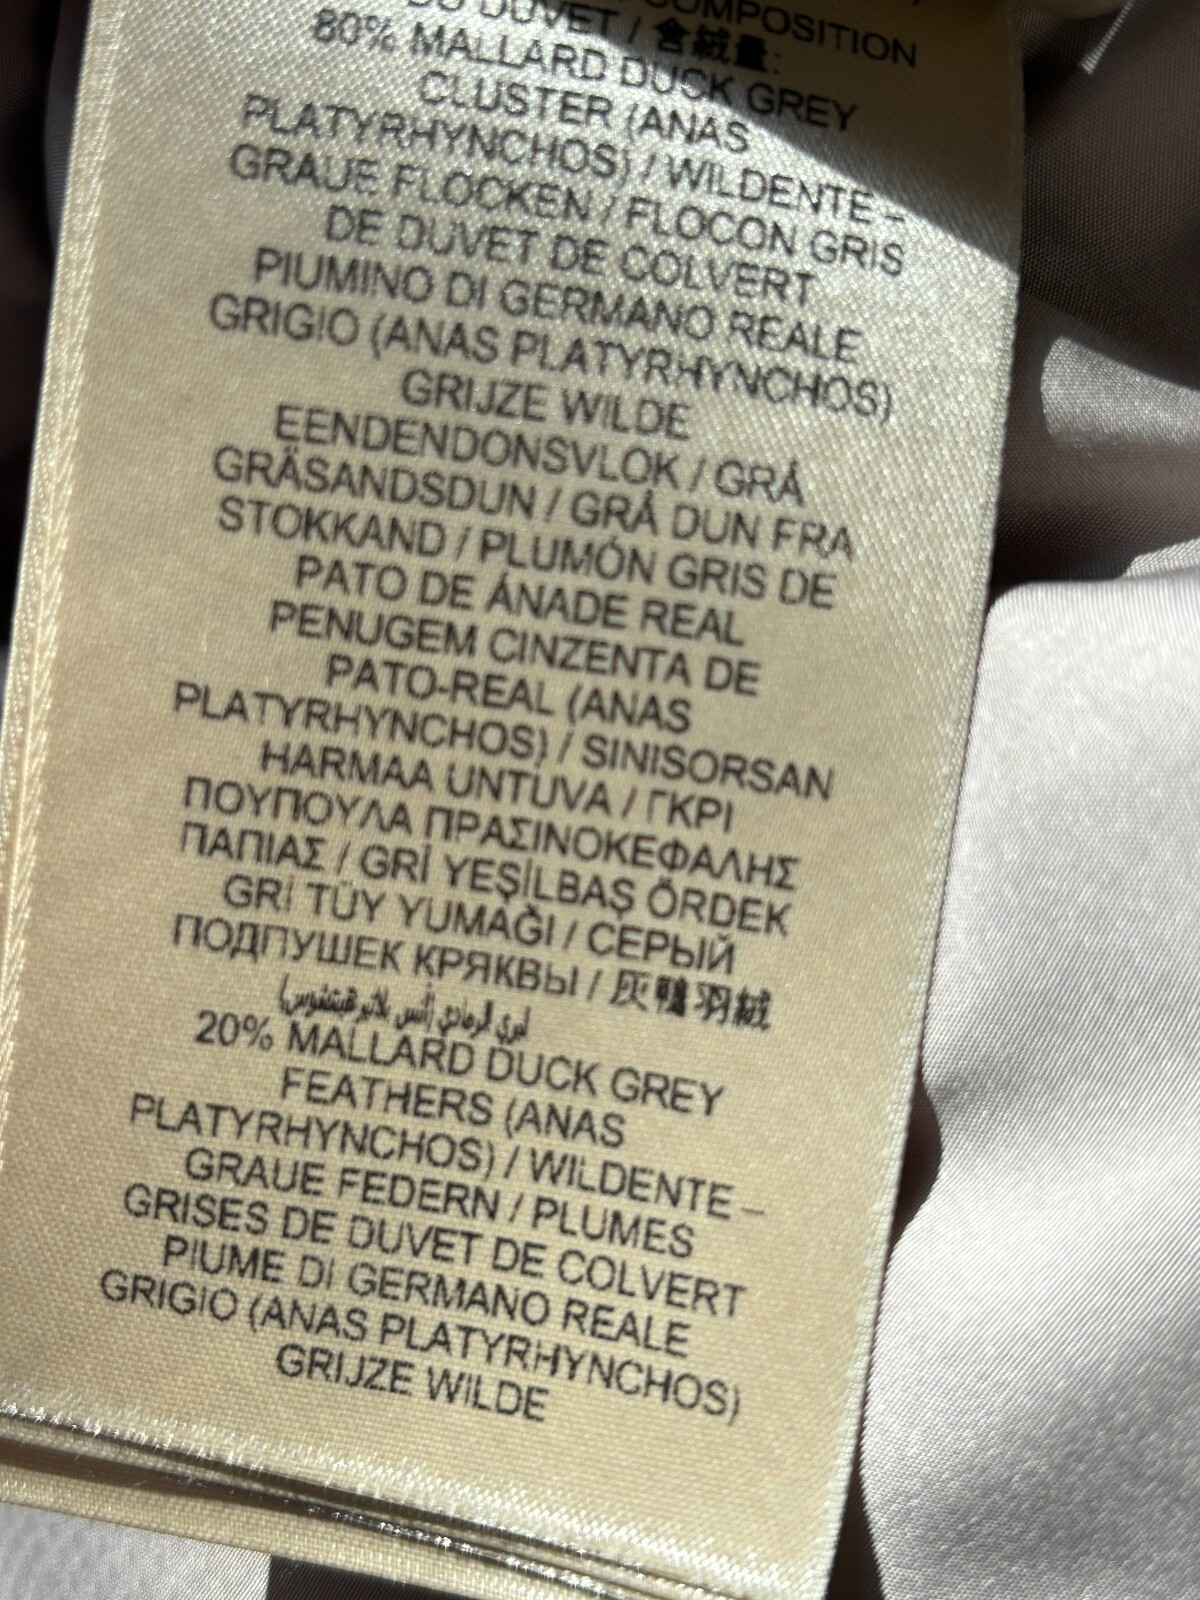 COMPOSITION
DU DUVET / 含絨量:
80% MALLARD DUCK GREY
CLUSTER (ANAS
PLATYRHYNCHOS) / WILDENTE –
GRAUE FLOCKEN / FLOCON GRIS
DE DUVET DE COLVERT
PIUMINO DI GERMANO REALE
GRIGIO (ANAS PLATYRHYNCHOS)
GRIJZE WILDE
EENDENDONSVLOK / GRÅ
GRÄSANDSDUN / GRÅ DUN FRA
STOKKAND / PLUMÓN GRIS DE
PATO DE ÁNADE REAL
PENUGEM CINZENTA DE
PATO-REAL (ANAS
PLATYRHYNCHOS) / SINISORSAN
HARMAA UNTUVA / ΓΚΡΙ
ΠΟΥΠΟΥΛΑ ΠΡΑΣΙΝΟΚΕΦΑΛΗΣ
ΠΑΠΙΑΣ / GRİ YEŞİLBAŞ ÖRDEK
GRİ TÜY YUMAĞI / СЕРЫЙ
ПОДПУШЕК КРЯКВЫ / 灰鴨羽絨
20% MALLARD DUCK GREY
FEATHERS (ANAS
PLATYRHYNCHOS) / WILDENTE –
GRAUE FEDERN / PLUMES
GRISES DE DUVET DE COLVERT
PIUME DI GERMANO REALE
GRIGIO (ANAS PLATYRHYNCHOS)
GRIJZE WILDE